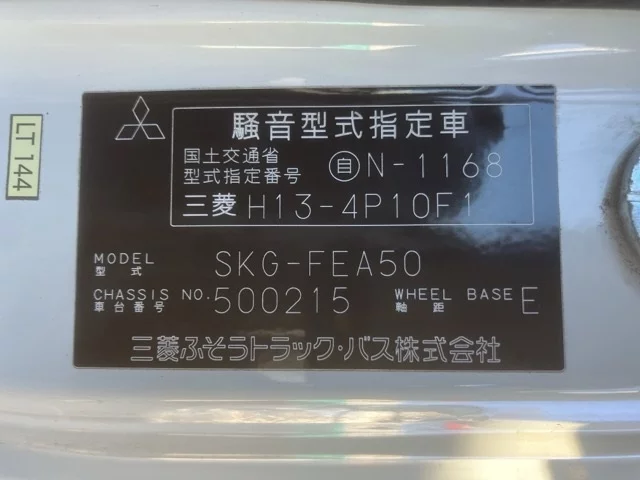 LT 144
騒音型式指定車
国土交通省
型式指定番号 自 N-1168
三菱 H13-4P10F1
MODEL SKG-FEA50
型式
CHASSIS NO. 500215 WHEEL BASE E
車台番号 軸距
三菱ふそうトラック・バス株式会社